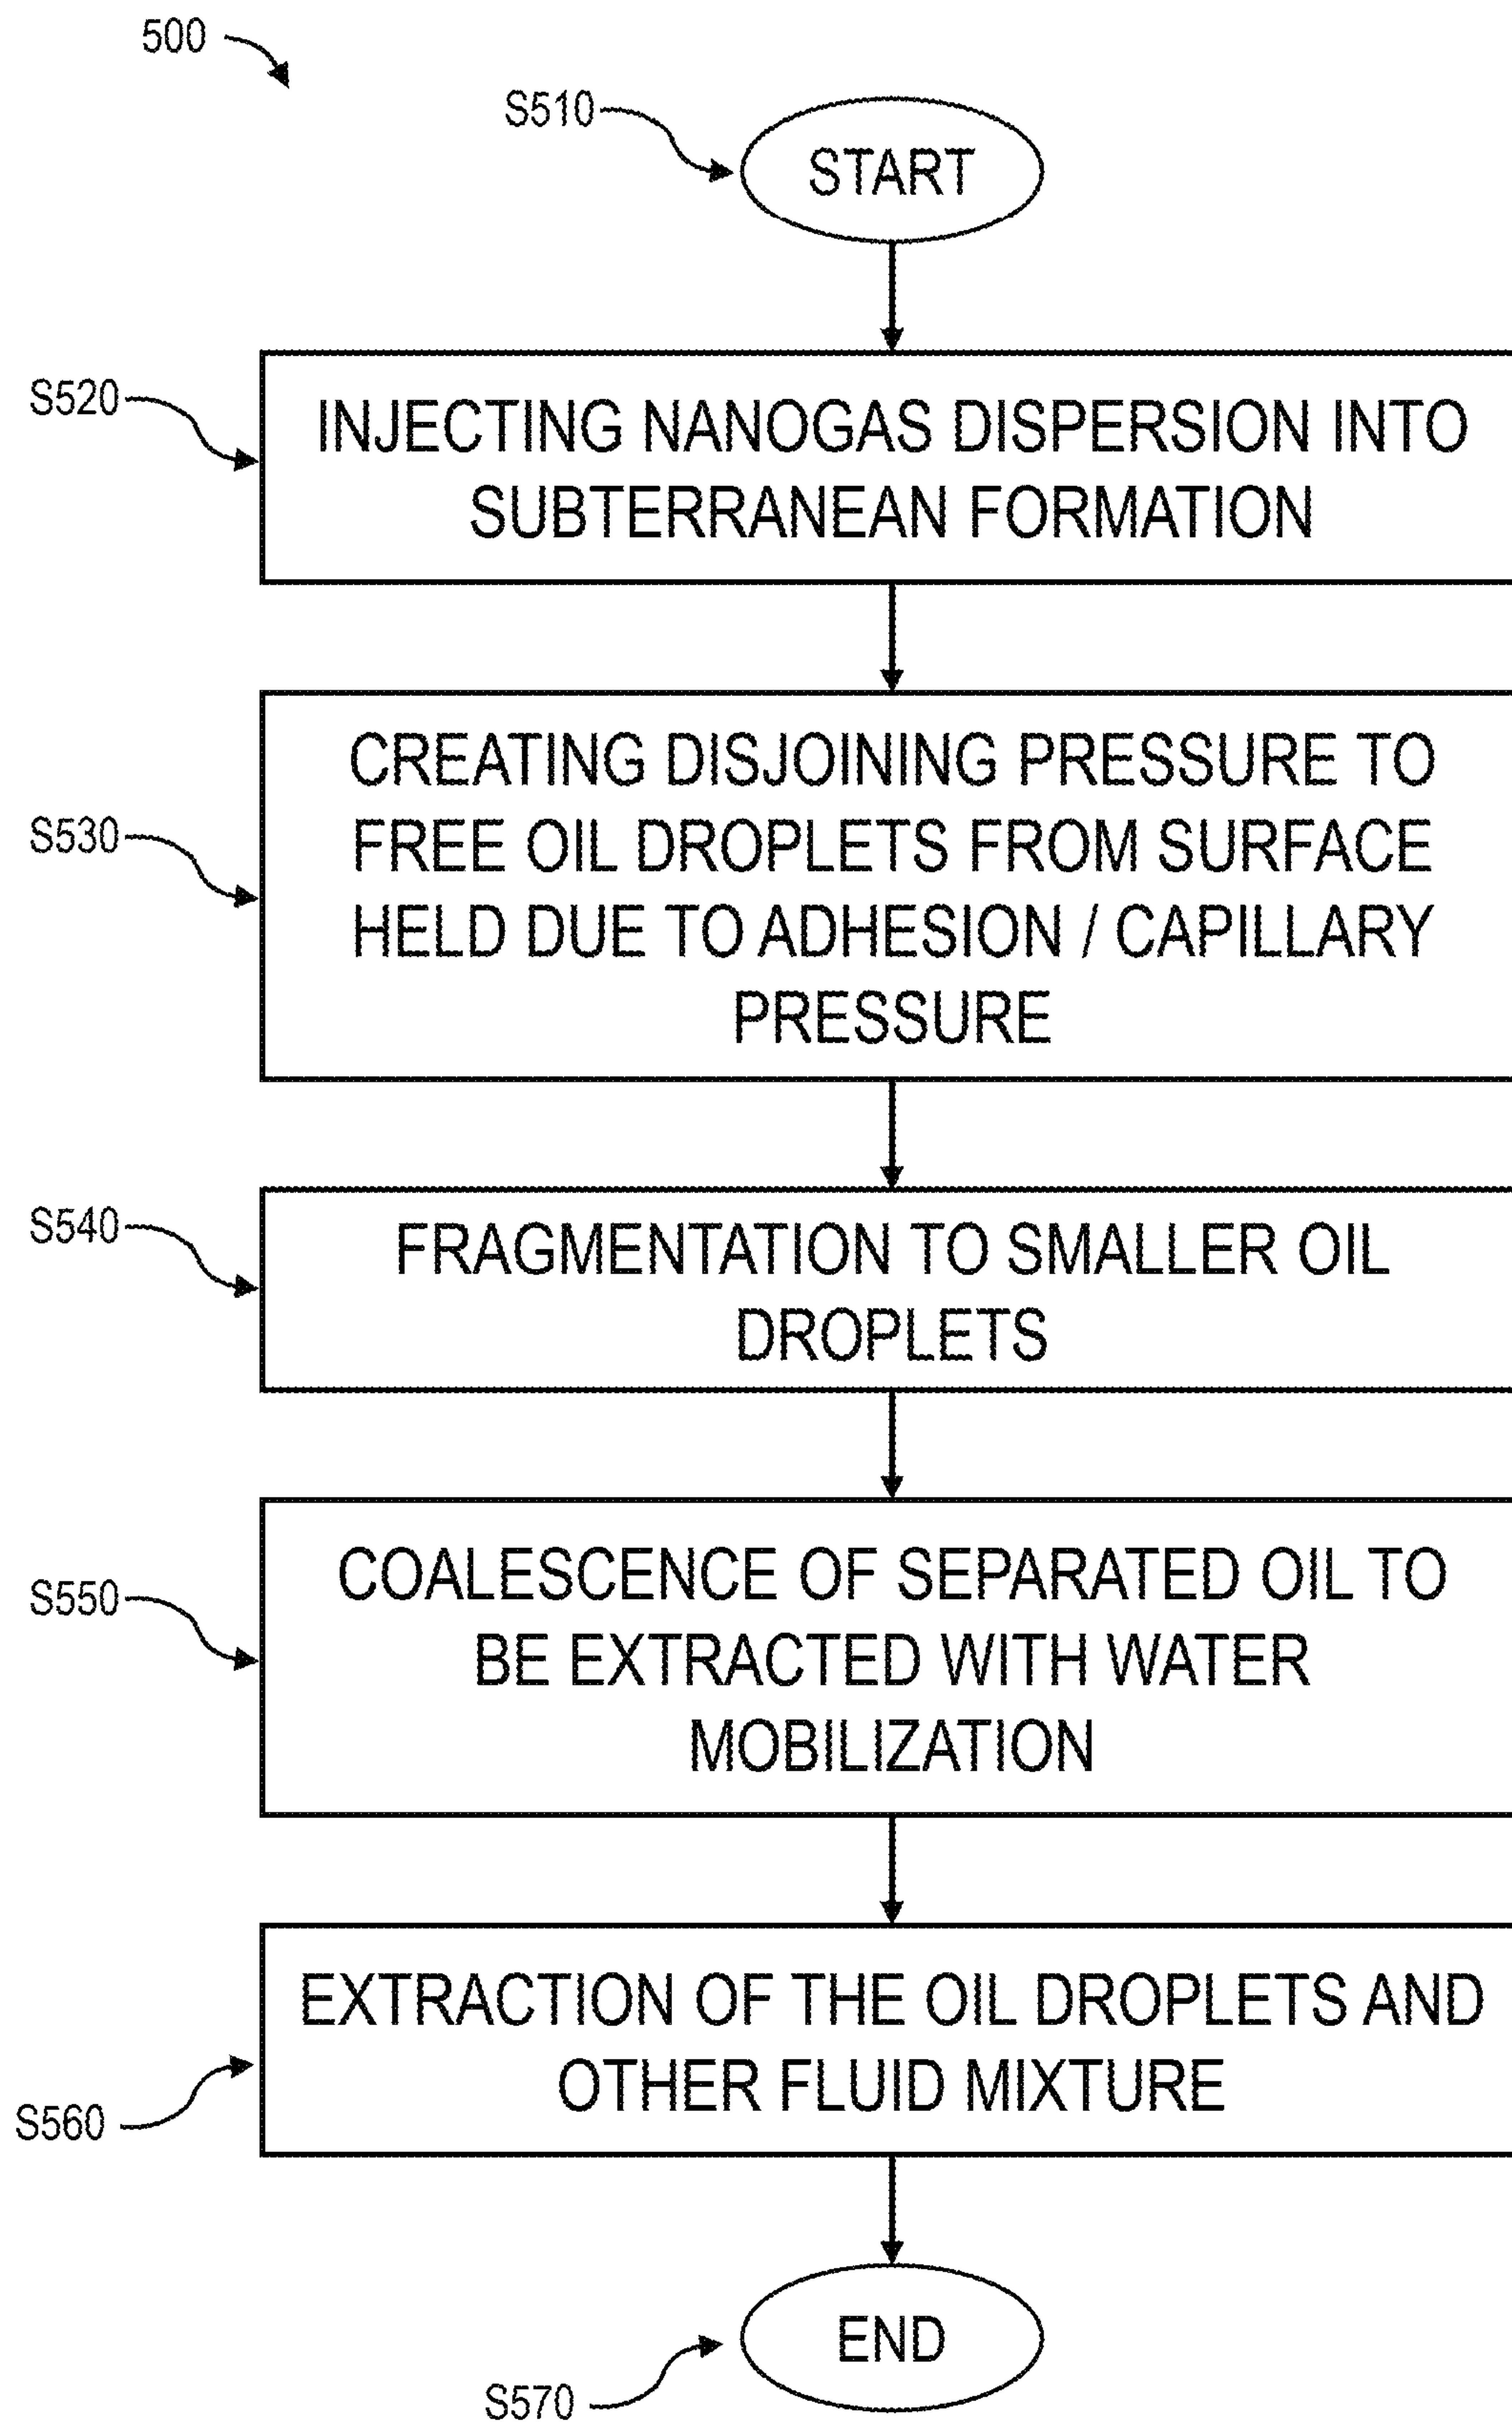 500
S510
START
S520
INJECTING NANOGAS DISPERSION INTO
SUBTERRANEAN FORMATION
S530
CREATING DISJOINING PRESSURE TO
FREE OIL DROPLETS FROM SURFACE
HELD DUE TO ADHESION / CAPILLARY
PRESSURE
S540
FRAGMENTATION TO SMALLER OIL
DROPLETS
S550
COALESCENCE OF SEPARATED OIL TO
BE EXTRACTED WITH WATER
MOBILIZATION
S560
EXTRACTION OF THE OIL DROPLETS AND
OTHER FLUID MIXTURE
S570
END